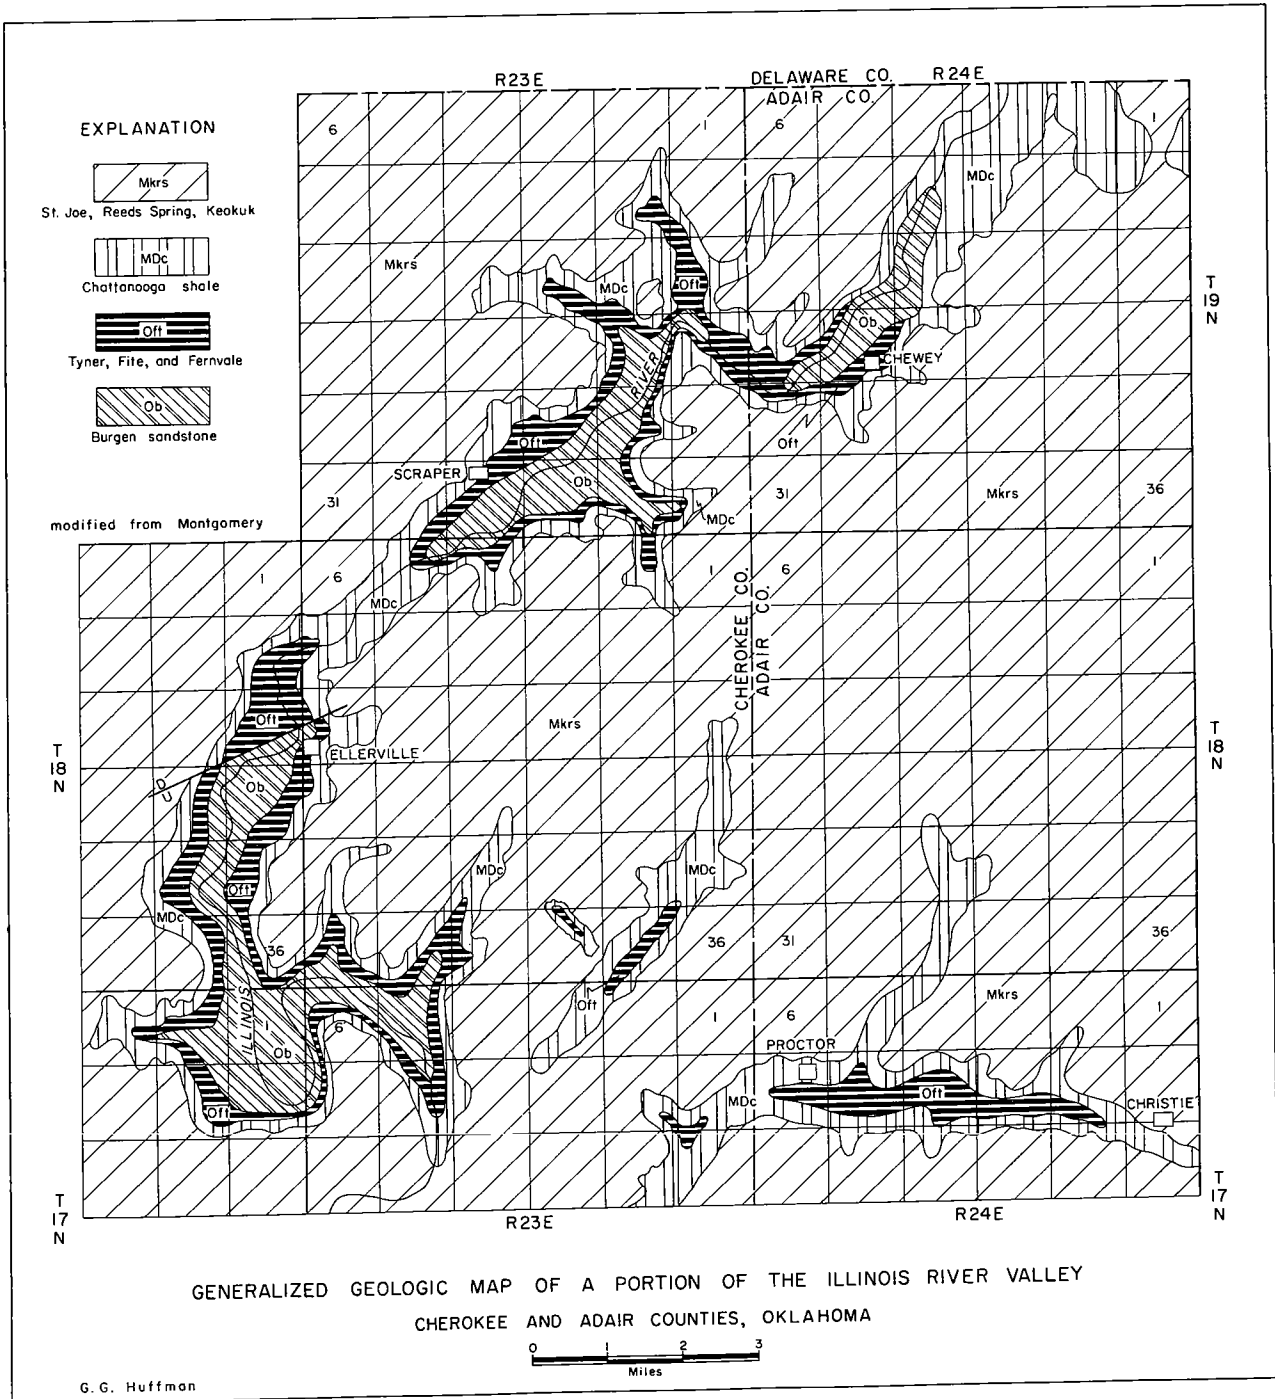 R23E
DELAWARE CO.
R24E
ADAIR CO.
EXPLANATION
Mkrs
St. Joe, Reeds Spring, Keokuk
MDc
Chattanooga shale
Oft
Tyner, Fite, and Fernvale
Ob
Burgen sandstone
modified from Montgomery
6
1
6
1
MDc
Mkrs
MDc
Oft
T
19
N
Ob
RIVER
CHEWEY
Oft
Oft
SCRAPER
Ob
31
31
Mkrs
36
MDc
1
6
1
6
1
MDc
CHEROKEE CO.
ADAIR CO.
Oft
Mkrs
T
18
N
T
18
N
ELLERVILLE
D
U
Ob
MDc
MDc
Oft
MDc
36
36
31
36
Oft
Mkrs
ILLINOIS
1
6
1
6
1
Ob
PROCTOR
Oft
MDc
Oft
CHRISTIE
T
17
N
T
17
N
R23E
R24E
GENERALIZED GEOLOGIC MAP OF A PORTION OF THE ILLINOIS RIVER VALLEY
CHEROKEE AND ADAIR COUNTIES, OKLAHOMA
0 1 2 3
Miles
G. G. Huffman